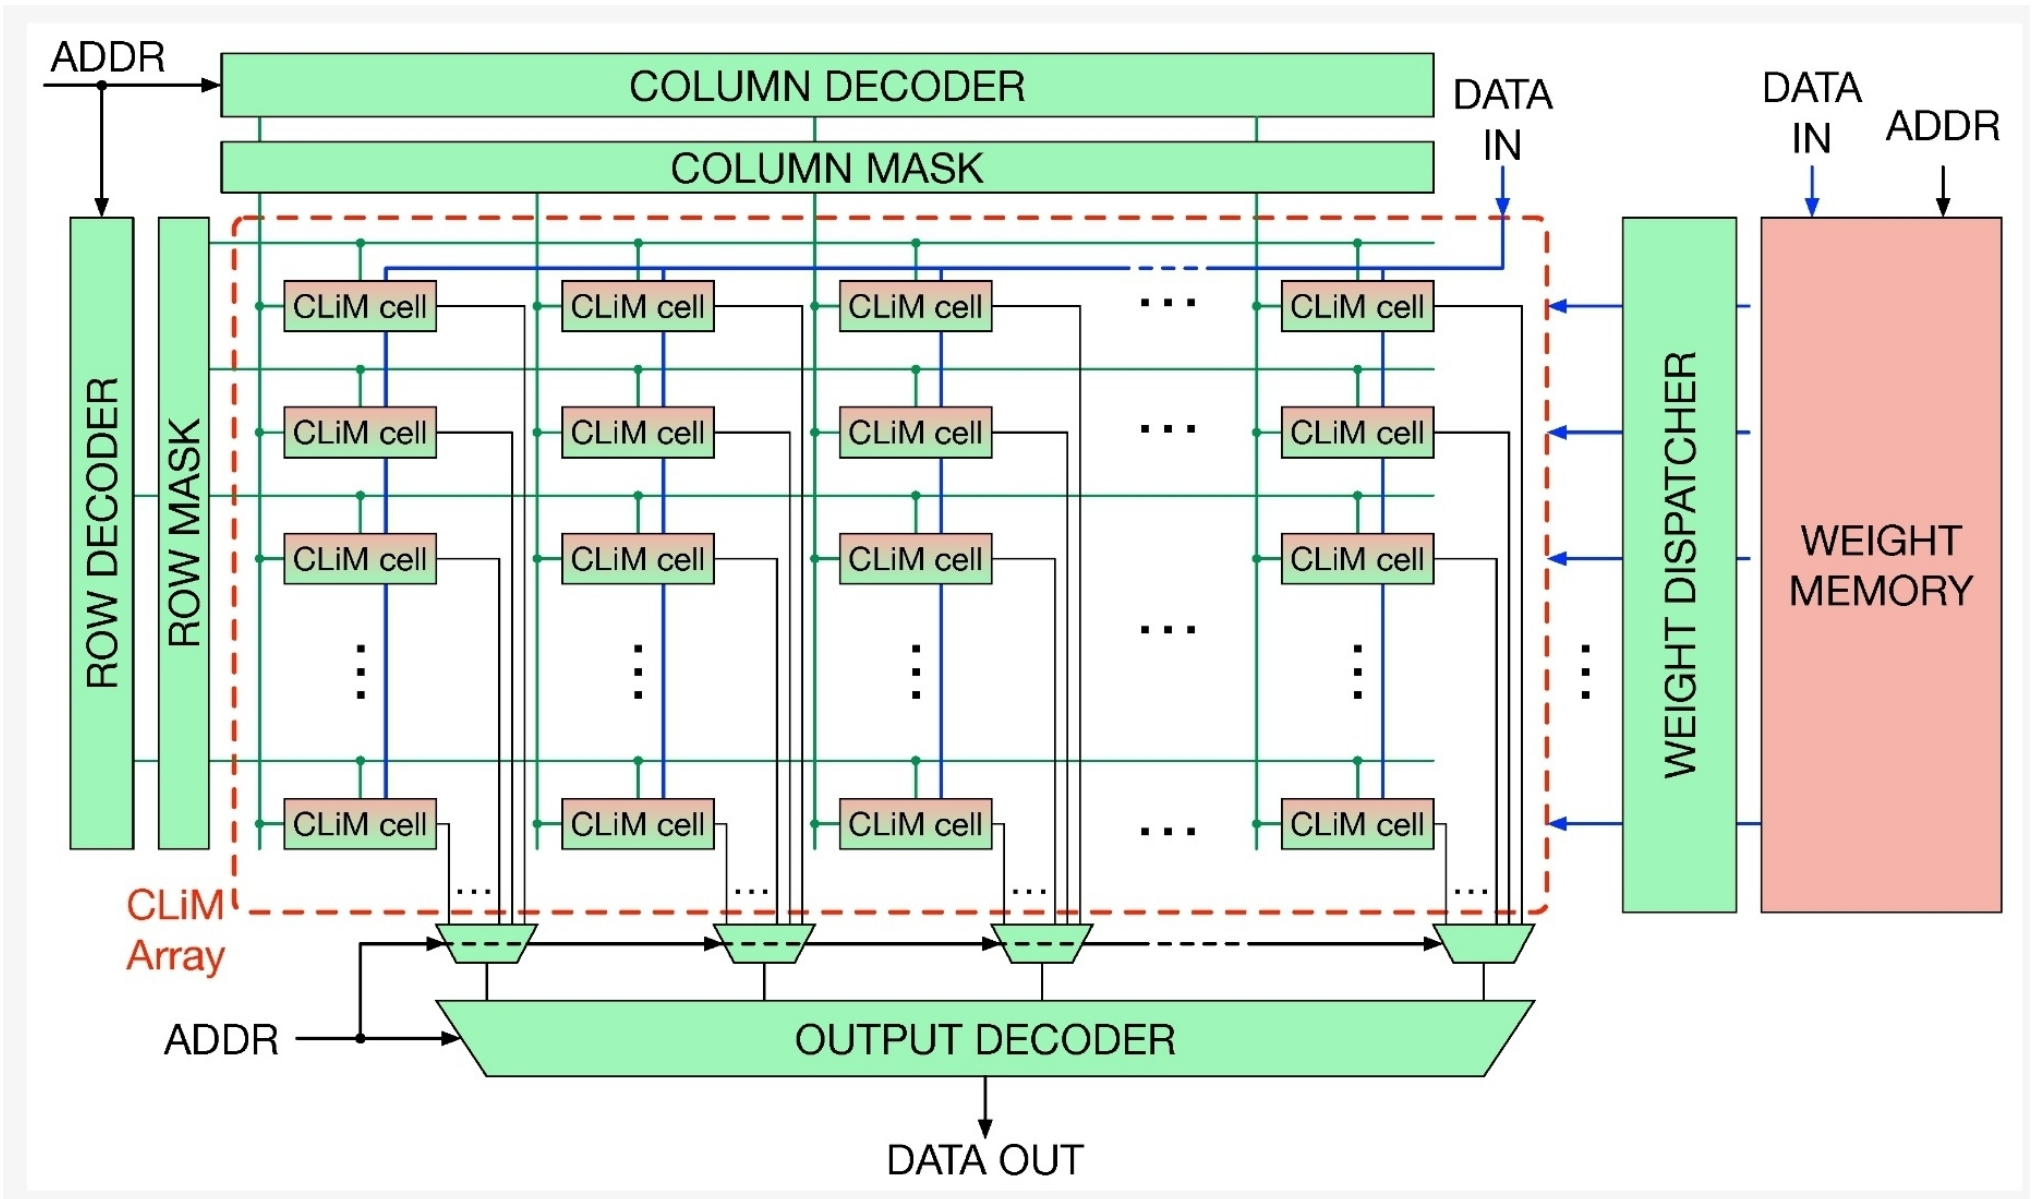 ADDR
COLUMN DECODER
DATA
IN
DATA
IN
ADDR
COLUMN MASK
ROW DECODER
ROW MASK
CLiM cell
CLiM cell
CLiM cell
...
CLiM cell
CLiM cell
CLiM cell
CLiM cell
...
CLiM cell
CLiM cell
CLiM cell
CLiM cell
CLiM cell
...
CLiM cell
CLiM cell
CLiM cell
...
CLiM cell
WEIGHT DISPATCHER
WEIGHT
MEMORY
... 
...
...
...
CLiM
Array
ADDR
OUTPUT DECODER
DATA OUT